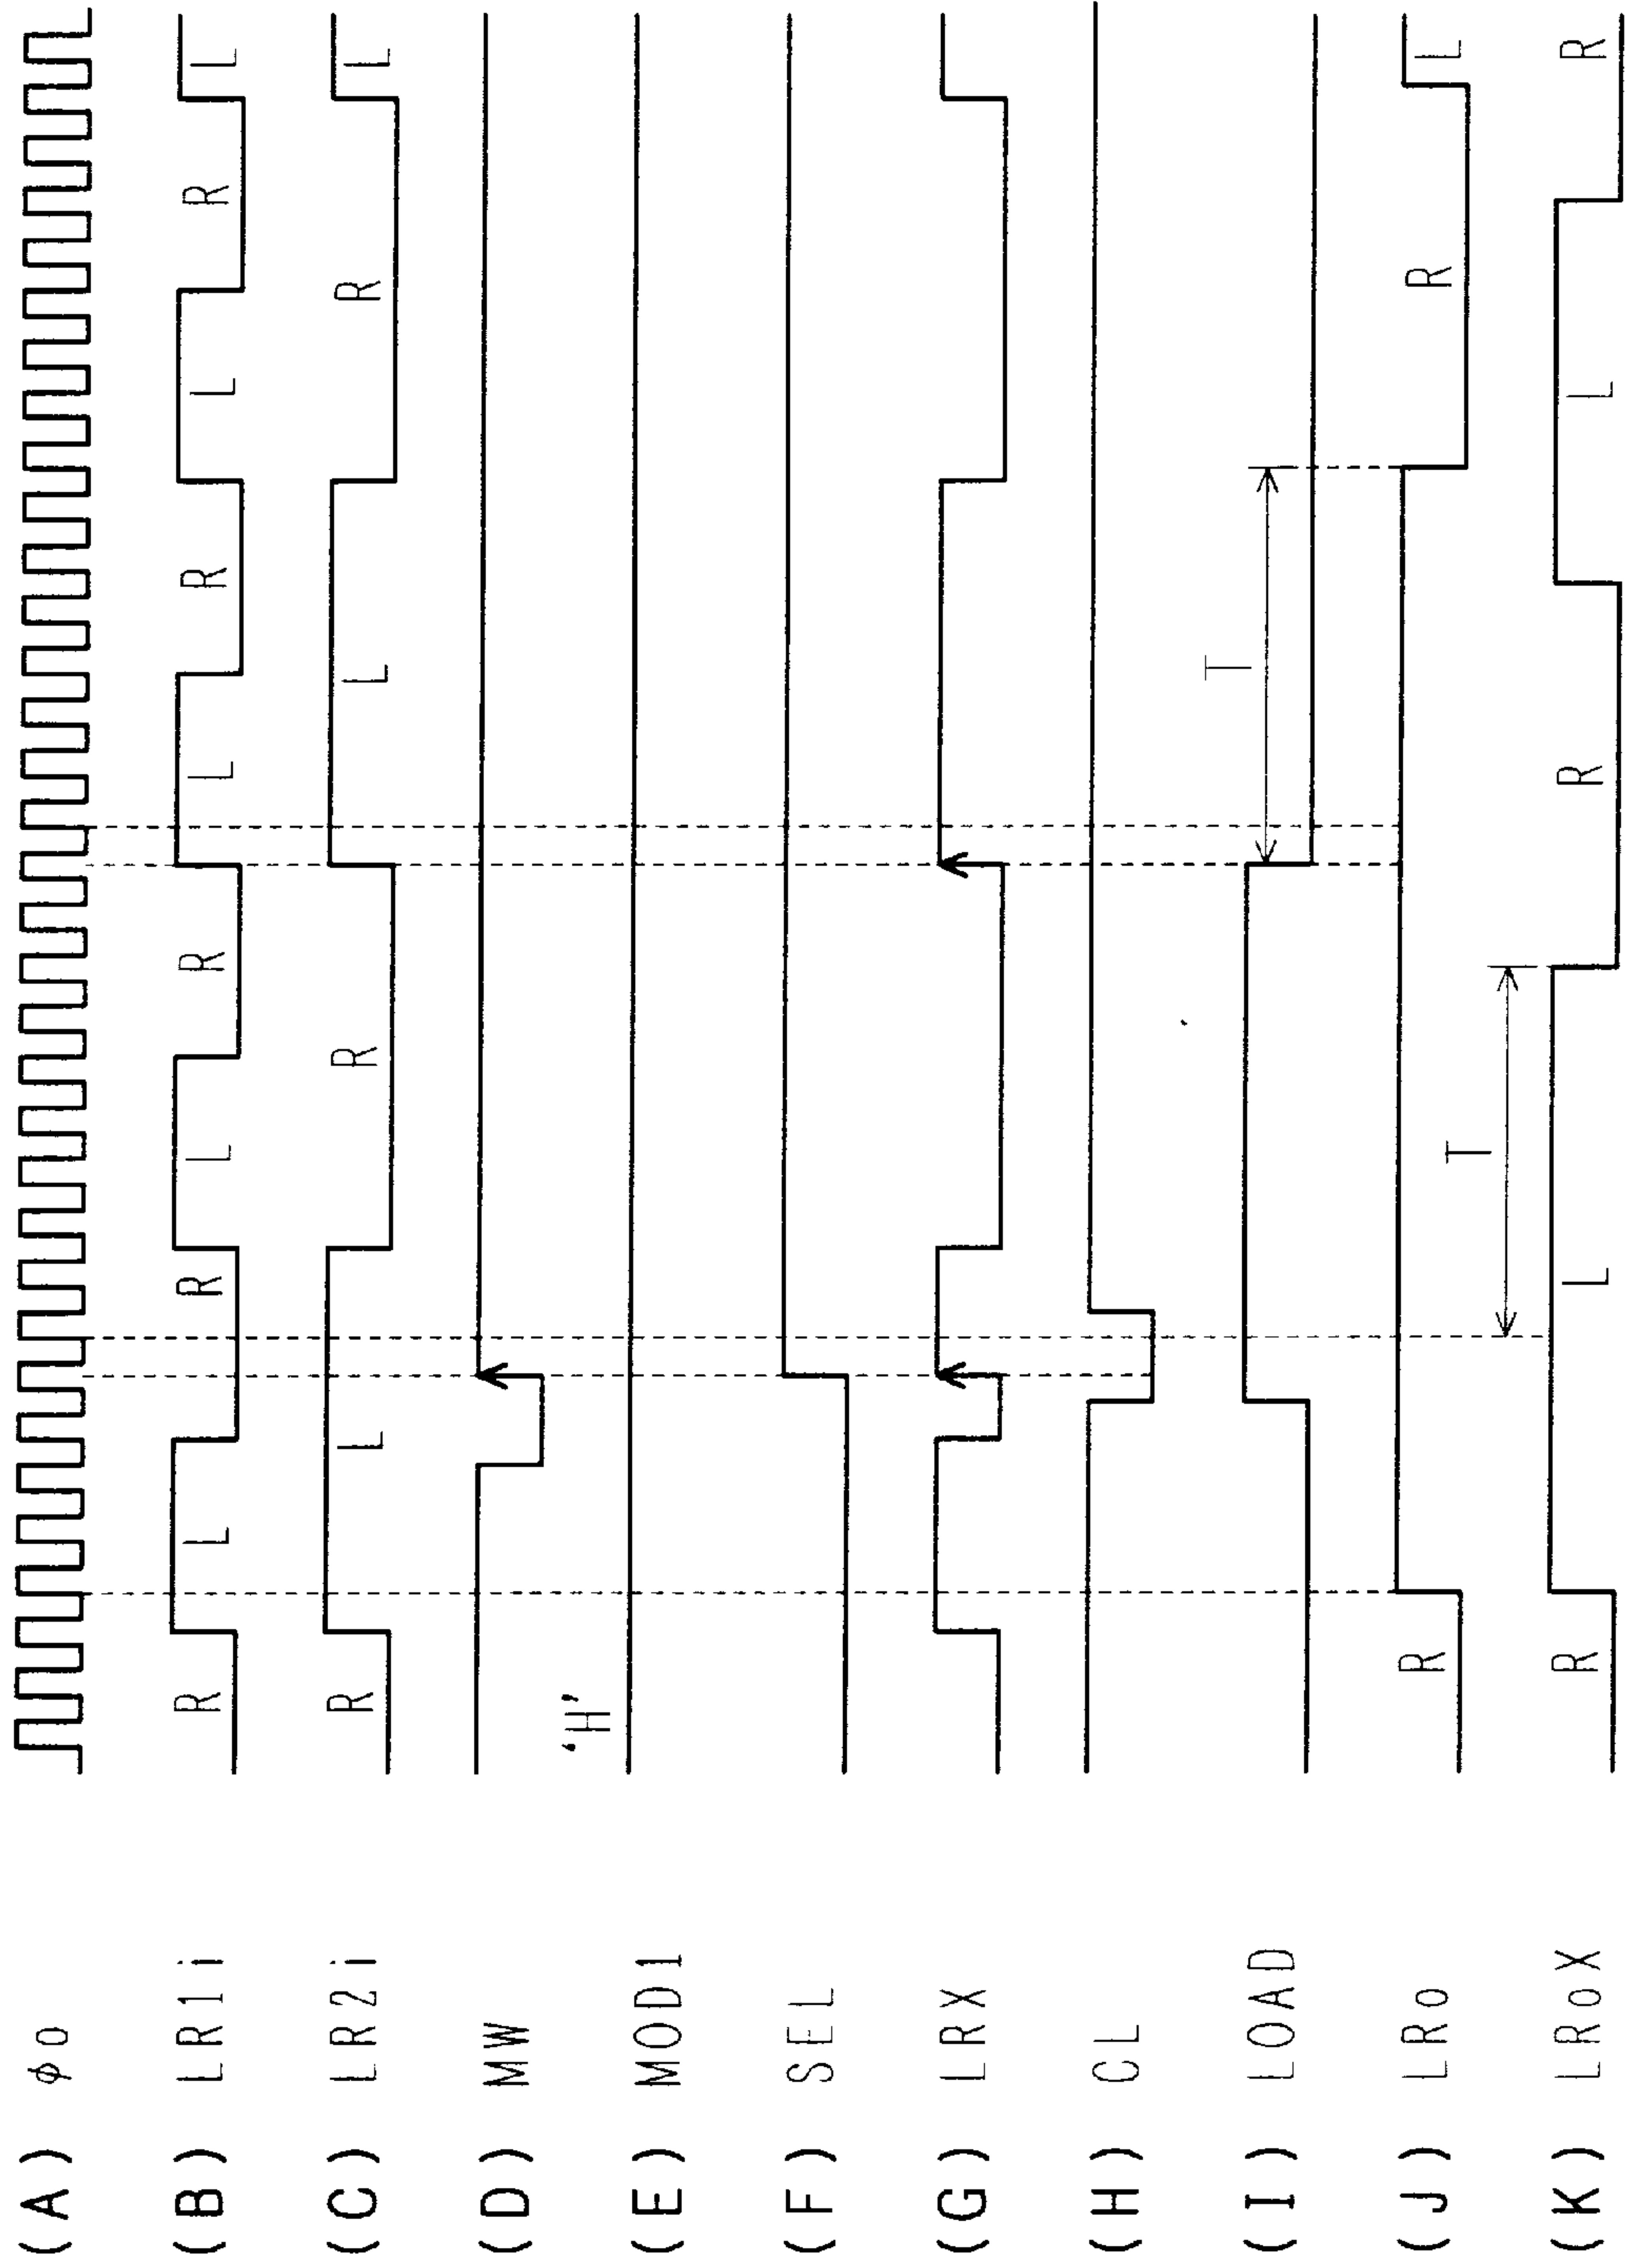 (A) φo
(B) LR1i R L R L R L R L R L
(C) LR2i R L R L R L
(D) MW
(E) MOD1 'H'
(F) SEL
(G) LRX
(H) CL
(I) LOAD T
(J) LRo R R L
(K) LRoX R L T R L R